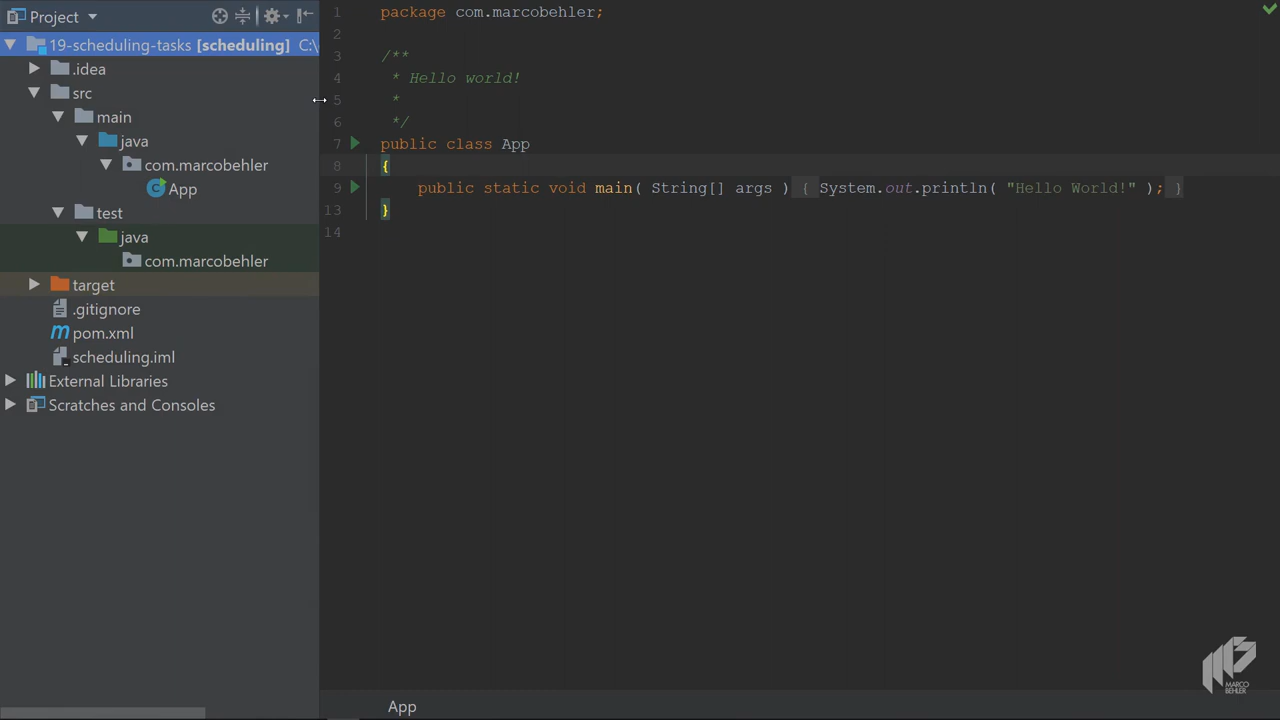 Project
19-scheduling-tasks [scheduling] C:\
.idea
src
main
java
com.marcobehler
App
test
java
com.marcobehler
target
.gitignore
pom.xml
scheduling.iml
External Libraries
Scratches and Consoles
1 package com.marcobehler;
2
3 /**
4 * Hello world!
5 *
6 */
7 public class App
8 {
9 public static void main( String[] args ) { System.out.println( "Hello World!" ); }
13 }
14
App
MARCO
BEHLER